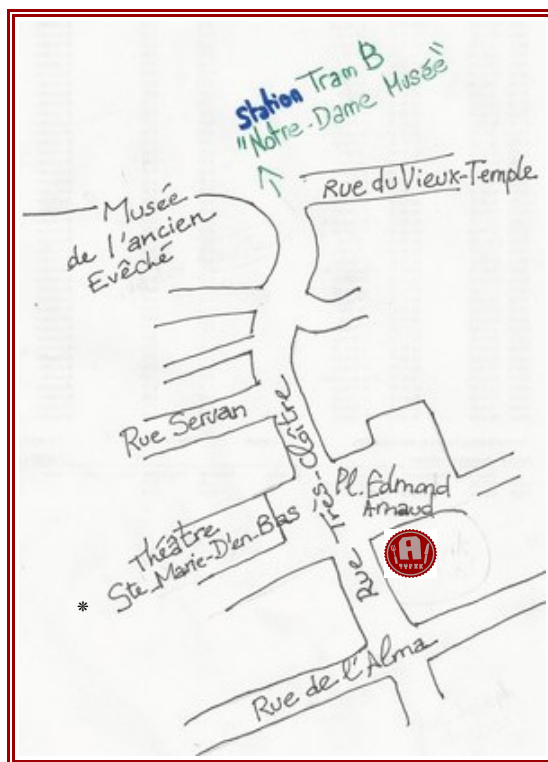 Station Tram B
"Notre-Dame Musée"
Rue du Vieux-Temple
Musée
de l'ancien
Evêché
Rue Servan
Rue Très-Cloître
Pl. Edmond
Arnaud
Théâtre
Ste-Marie-D'en-Bas
A
Rue de l'Alma